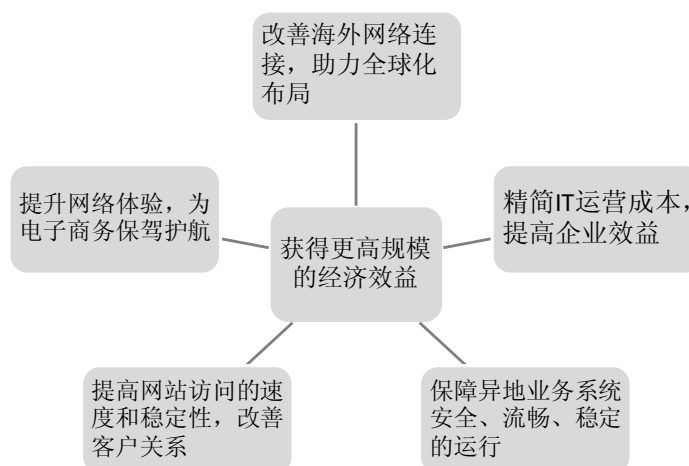 改善海外网络连
接，助力全球化
布局
提升网络体验，为
电子商务保驾护航
精简IT运营成本，
提高企业效益
获得更高规模
的经济效益
提高网站访问的速
度和稳定性，改善
客户关系
保障异地业务系统
安全、流畅、稳定
的运行